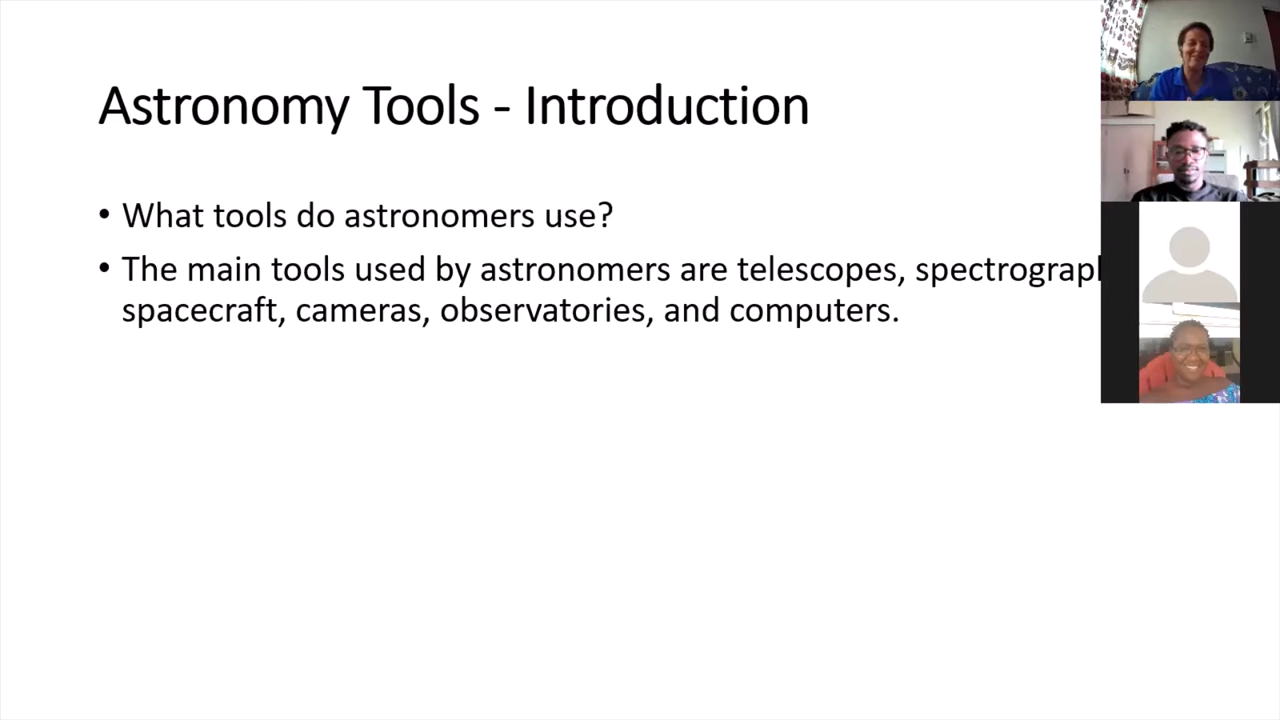 Astronomy Tools - Introduction
• What tools do astronomers use?
• The main tools used by astronomers are telescopes,
spacecraft, cameras, observatories, and computers.